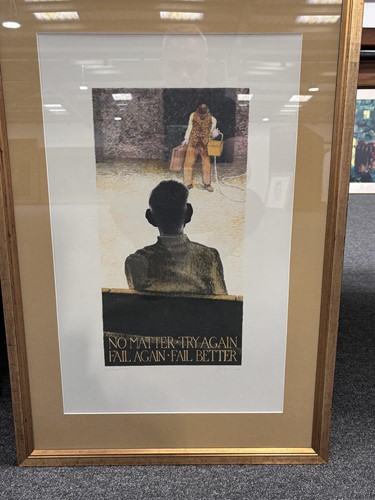 NO MATTER · TRY AGAIN
FAIL AGAIN · FAIL BETTER